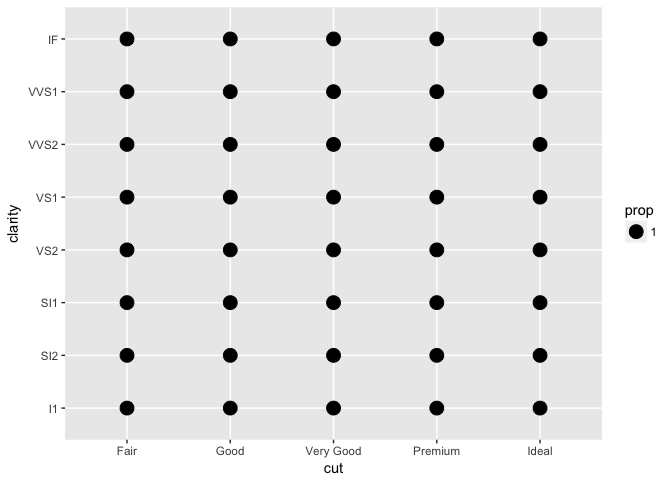 IF
VVS1
VVS2
VS1
VS2
SI1
SI2
I1
clarity
Fair Good Very Good Premium Ideal
cut
prop
1